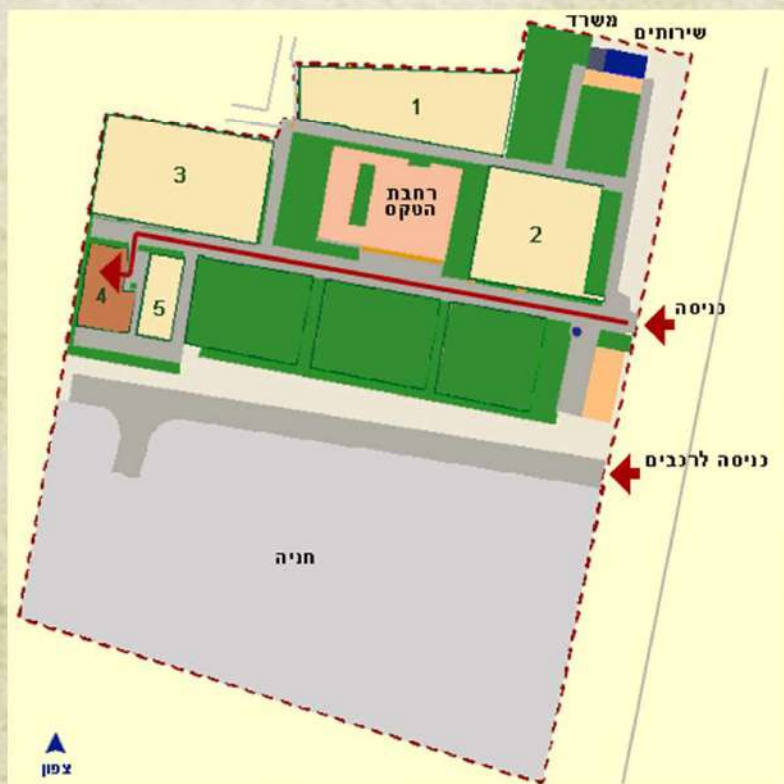 משרד
שירותים
1
3
רחבת
הטקס
2
4
5
כניסה
כניסה לרכבים
חניה
צפון